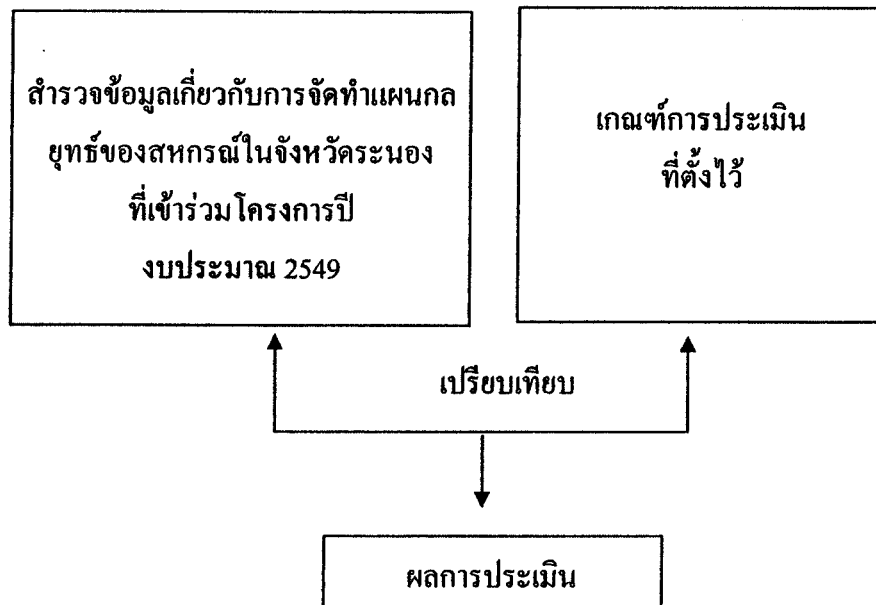 สำรวจข้อมูลเกี่ยวกับการจัดทำแผนกล
ยุทธ์ของสหกรณ์ในจังหวัดระนอง
ที่เข้าร่วมโครงการปี
งบประมาณ 2549
เกณฑ์การประเมิน
ที่ตั้งไว้
เปรียบเทียบ
ผลการประเมิน